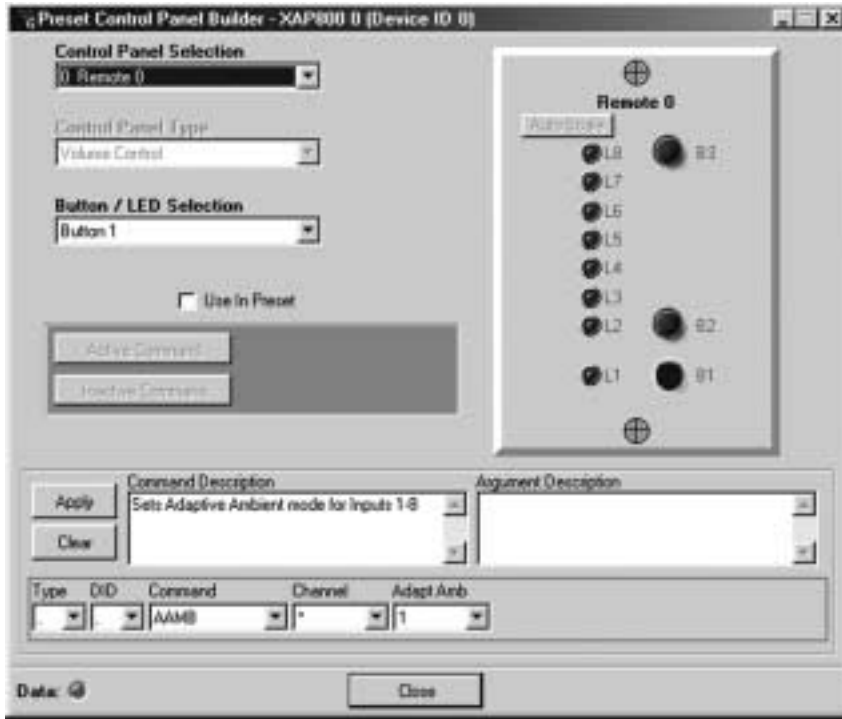 Preset Control Panel Builder - XAP800 0 (Device ID 0)
Control Panel Selection
0 Remote 0
Control Panel Type
Volume Control
Button / LED Selection
Button 1
Use In Preset
Active Command
Inactive Command
Remote 0
L8 B3
L7
L6
L5
L4
L3
L2 B2
L1 B1
Apply
Clear
Command Description
Sets Adaptive Ambient mode for Inputs 1-8
Argument Description
Type DID Command Channel Adapt Amb
AAMB * 1
Data:
Close